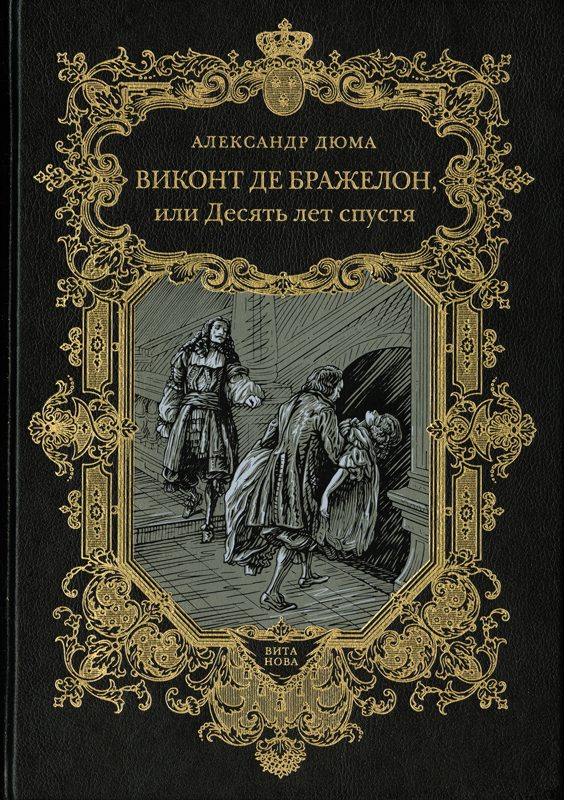 АЛЕКСАНДР ДЮМА
ВИКОНТ ДЕ БРАЖЕЛОН,
или Десять лет спустя
ВИТА
НОВА